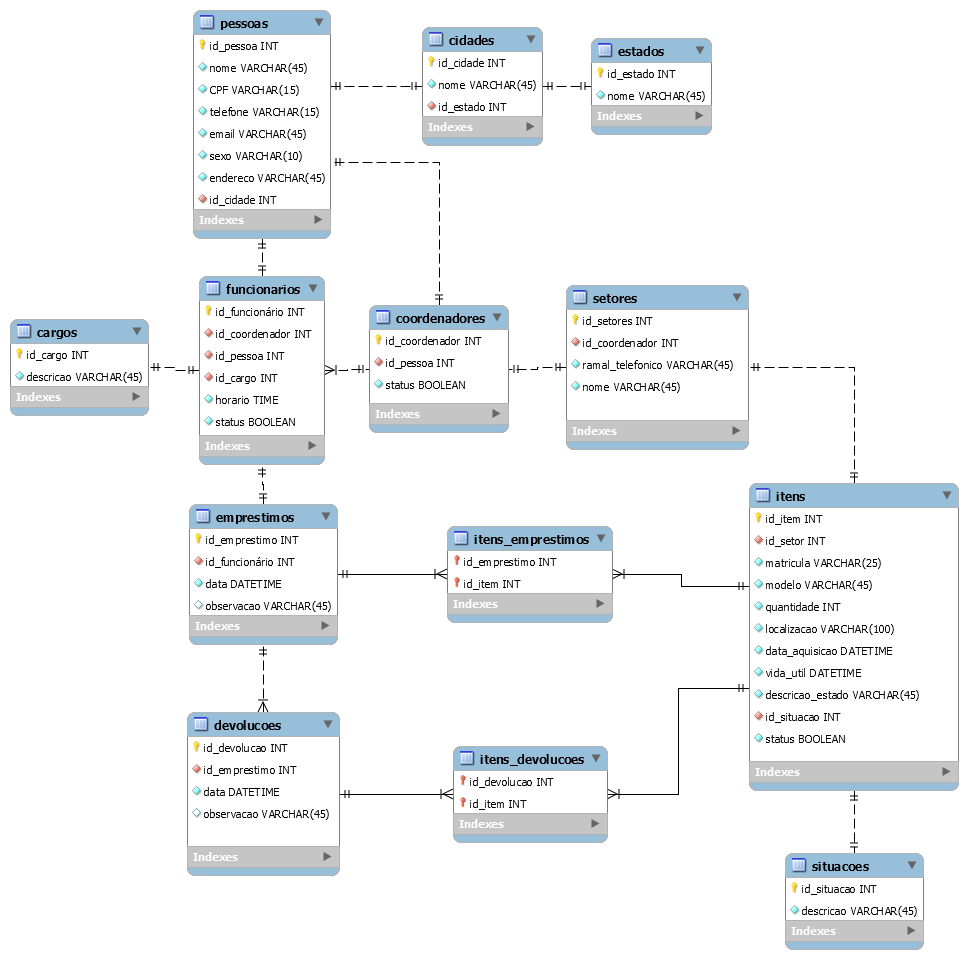 pessoas
id_pessoa INT
nome VARCHAR(45)
CPF VARCHAR(15)
telefone VARCHAR(15)
email VARCHAR(45)
sexo VARCHAR(10)
endereco VARCHAR(45)
id_cidade INT
Indexes
cidades
id_cidade INT
nome VARCHAR(45)
id_estado INT
Indexes
estados
id_estado INT
nome VARCHAR(45)
Indexes
cargos
id_cargo INT
descricao VARCHAR(45)
Indexes
funcionarios
id_funcionário INT
id_coordenador INT
id_pessoa INT
id_cargo INT
horario TIME
status BOOLEAN
Indexes
coordenadores
id_coordenador INT
id_pessoa INT
status BOOLEAN
Indexes
setores
id_setores INT
id_coordenador INT
ramal_telefonico VARCHAR(45)
nome VARCHAR(45)
Indexes
emprestimos
id_emprestimo INT
id_funcionário INT
data DATETIME
observacao VARCHAR(45)
Indexes
itens_emprestimos
id_emprestimo INT
id_item INT
Indexes
itens
id_item INT
id_setor INT
matricula VARCHAR(25)
modelo VARCHAR(45)
quantidade INT
localizacao VARCHAR(100)
data_aquisicao DATETIME
vida_util DATETIME
descricao_estado VARCHAR(45)
id_situacao INT
status BOOLEAN
Indexes
devolucoes
id_devolucao INT
id_emprestimo INT
data DATETIME
observacao VARCHAR(45)
Indexes
itens_devolucoes
id_devolucao INT
id_item INT
Indexes
situacoes
id_situacao INT
descricao VARCHAR(45)
Indexes